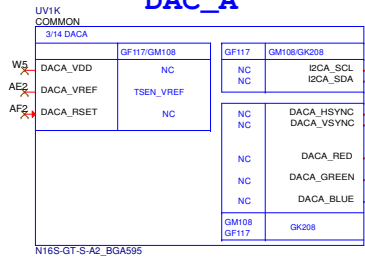 DAC_A
UV1K
COMMON
3/14 DACA
GF117/GM108
GF117 GM108/GK208
W5 DACA_VDD NC NC I2CA_SCL
NC I2CA_SDA
AE2 DACA_VREF TSEN_VREF
AF2 DACA_RSET NC NC DACA_HSYNC
NC DACA_VSYNC
NC DACA_RED
NC DACA_GREEN
NC DACA_BLUE
GM108
GF117 GK208
N16S-GT-S-A2_BGA595